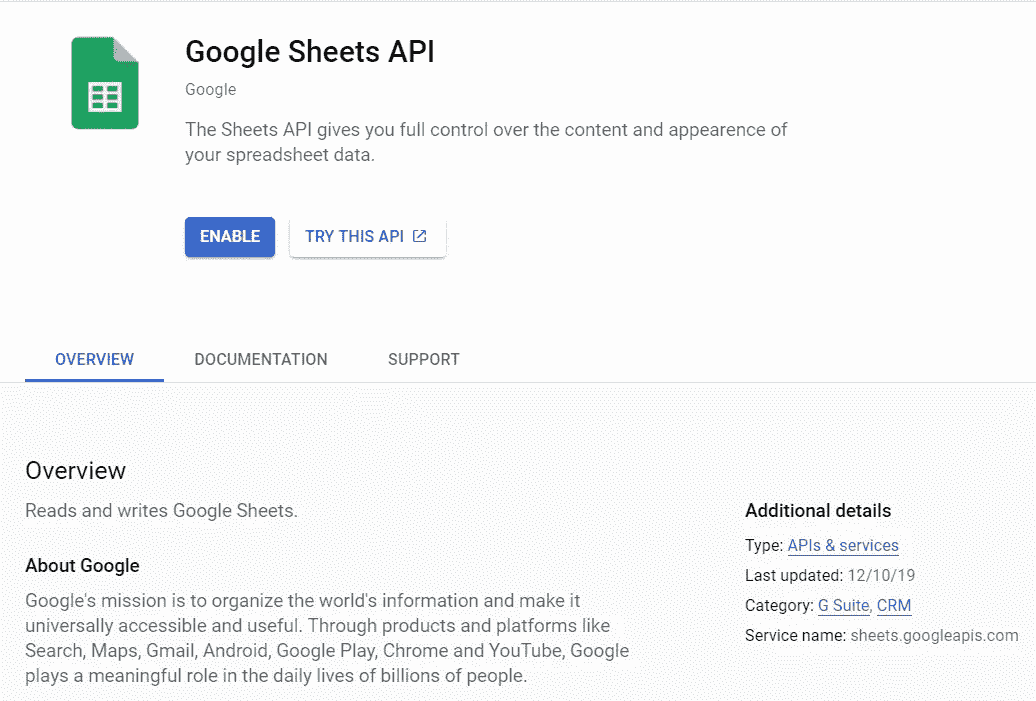 Google Sheets API
Google
The Sheets API gives you full control over the content and appearence of
your spreadsheet data.
ENABLE
TRY THIS API
OVERVIEW
DOCUMENTATION
SUPPORT
Overview
Reads and writes Google Sheets.
About Google
Google's mission is to organize the world's information and make it
universally accessible and useful. Through products and platforms like
Search, Maps, Gmail, Android, Google Play, Chrome and YouTube, Google
plays a meaningful role in the daily lives of billions of people.
Additional details
Type: APIs & services
Last updated: 12/10/19
Category: G Suite, CRM
Service name: sheets.googleapis.com